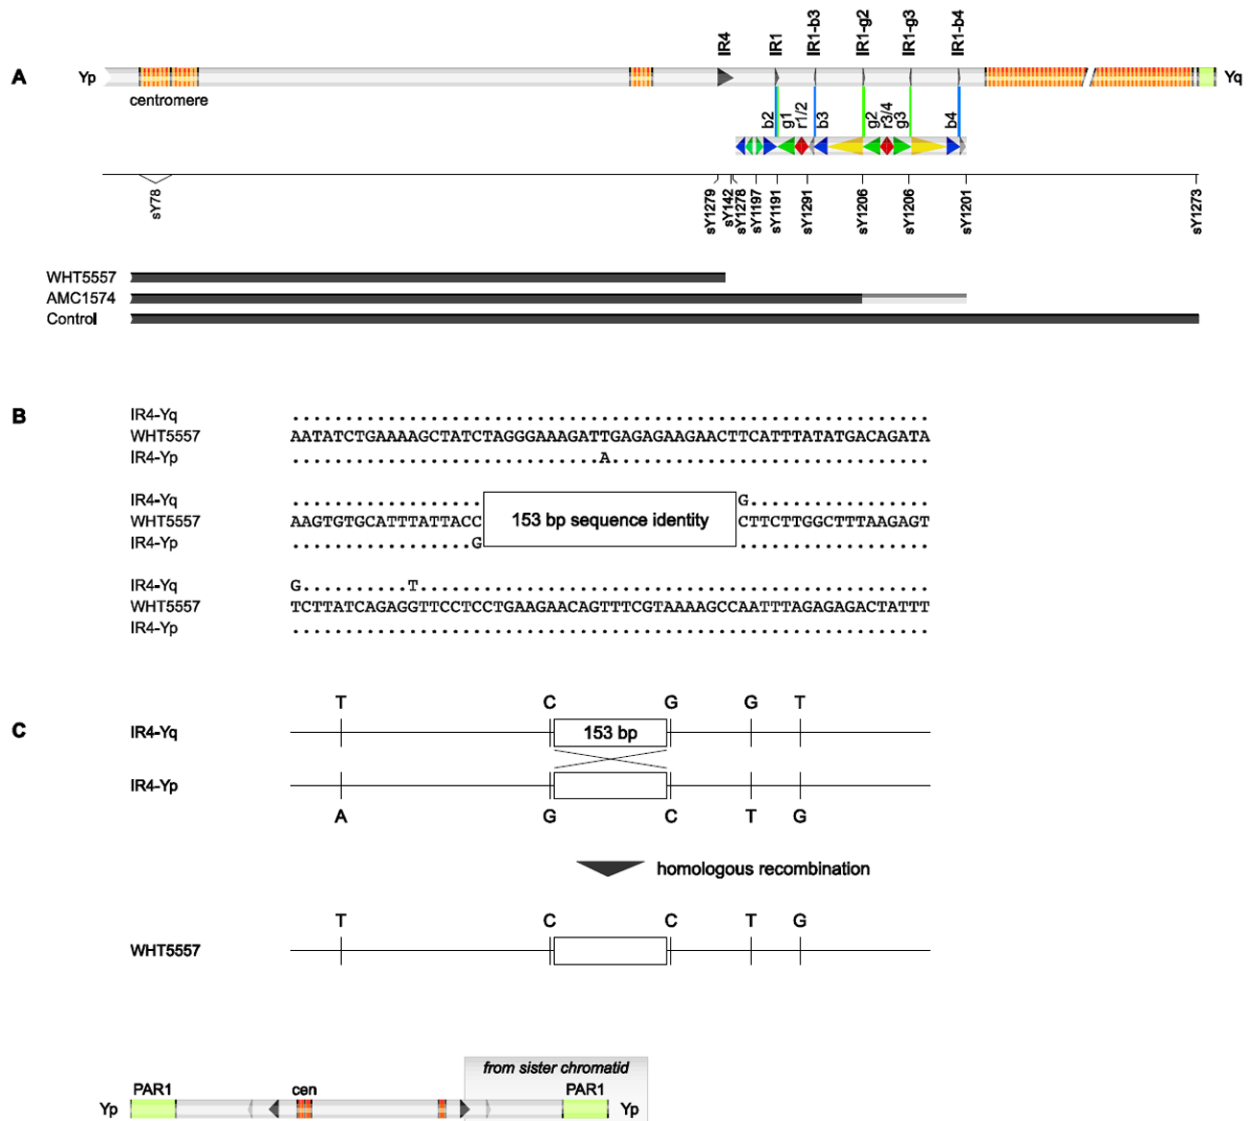 IR4 IR1 IR1-b3 IR1-g2 IR1-g3 IR1-b4
A Yp Yq
centromere
b2 g1 r1/2 b3 g2 r3/4 g3 b4
sY78 sY1279 sY142 sY1278 sY1197 sY1191 sY1291 sY1206 sY1206 sY1201 sY1273
WHT5557
AMC1574
Control
B IR4-Yq ............................................................
WHT5557 AATATCTGAAAAGCTATCTAGGGAAAGATTGAGAGAAGAACTTCATTTATATGACAGATA
IR4-Yp .............................A..............................
IR4-Yq .................. G.................
WHT5557 AAGTGTGCATTTATTACC 153 bp sequence identity CTTCTTGGCTTTAAGAGT
IR4-Yp .................G ..................
IR4-Yq G..........T................................................
WHT5557 TCTTATCAGAGGTTCCTCCTGAAGAACAGTTTCGTAAAAGCCAATTTAGAGAGACTATTT
IR4-Yp ............................................................
T C G G T
C IR4-Yq 153 bp
IR4-Yp
A G C T G
homologous recombination
T C C T G
WHT5557
from sister chromatid
PAR1 cen PAR1
Yp Yp